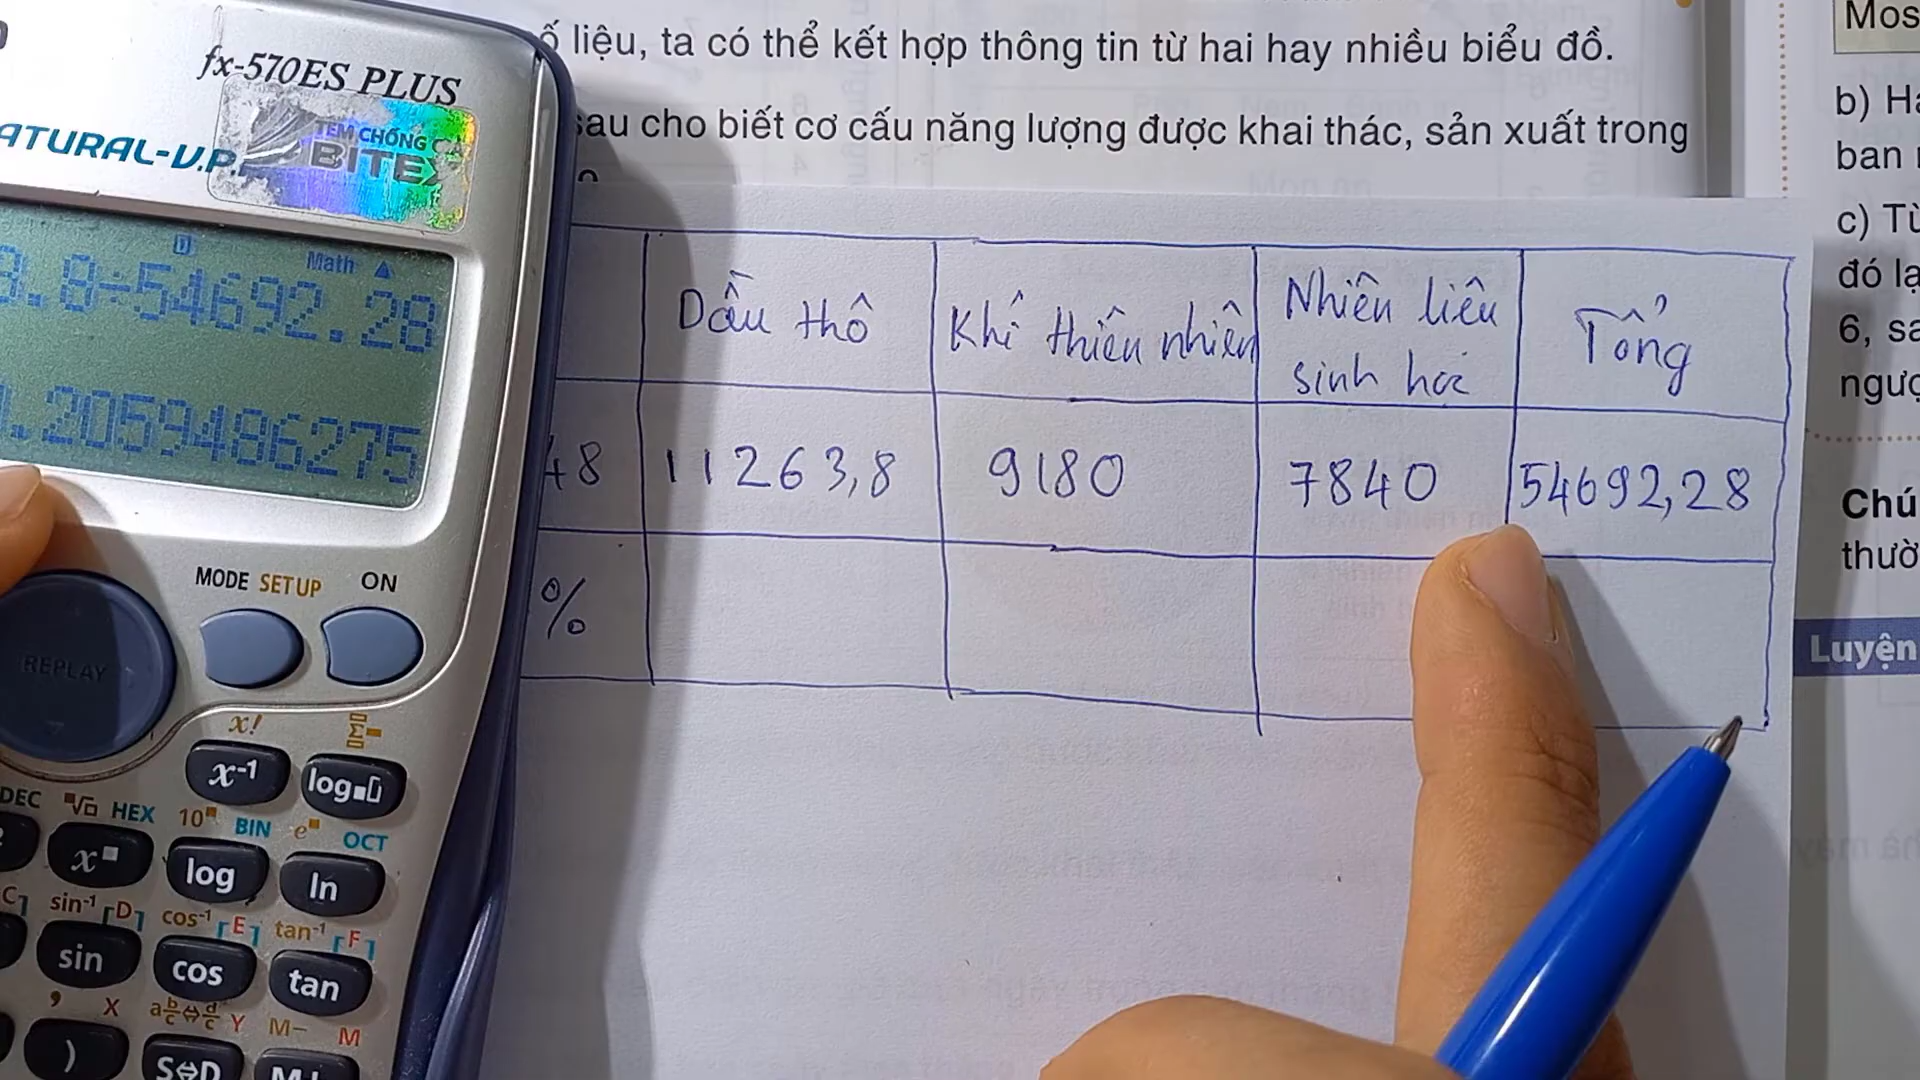 ố liệu, ta có thể kết hợp thông tin từ hai hay nhiều biểu đồ.
sau cho biết cơ cấu năng lượng được khai thác, sản xuất trong
fx-570ES PLUS
ATURAL-V.P.
TEM CHỐNG
BITEX
Math
8÷54692.28
.2059486275
Dầu thô
Khí thiên nhiên
Nhiên liệu
sinh học
Tổng
48
11263,8
9180
7840
54692,28
%
REPLAY
MODE SETUP ON
x!
x⁻¹
log
DEC HEX 10 BIN e OCT
x
log
ln
sin⁻¹ D cos⁻¹ E tan⁻¹ F
sin
cos
tan
, X a b/c⇔d/c Y M– M
)
S⇔D
M+
Mos
b) H
ban
c) Từ
đó lạ
6, sa
ngượ
Chú
thườ
Luyện